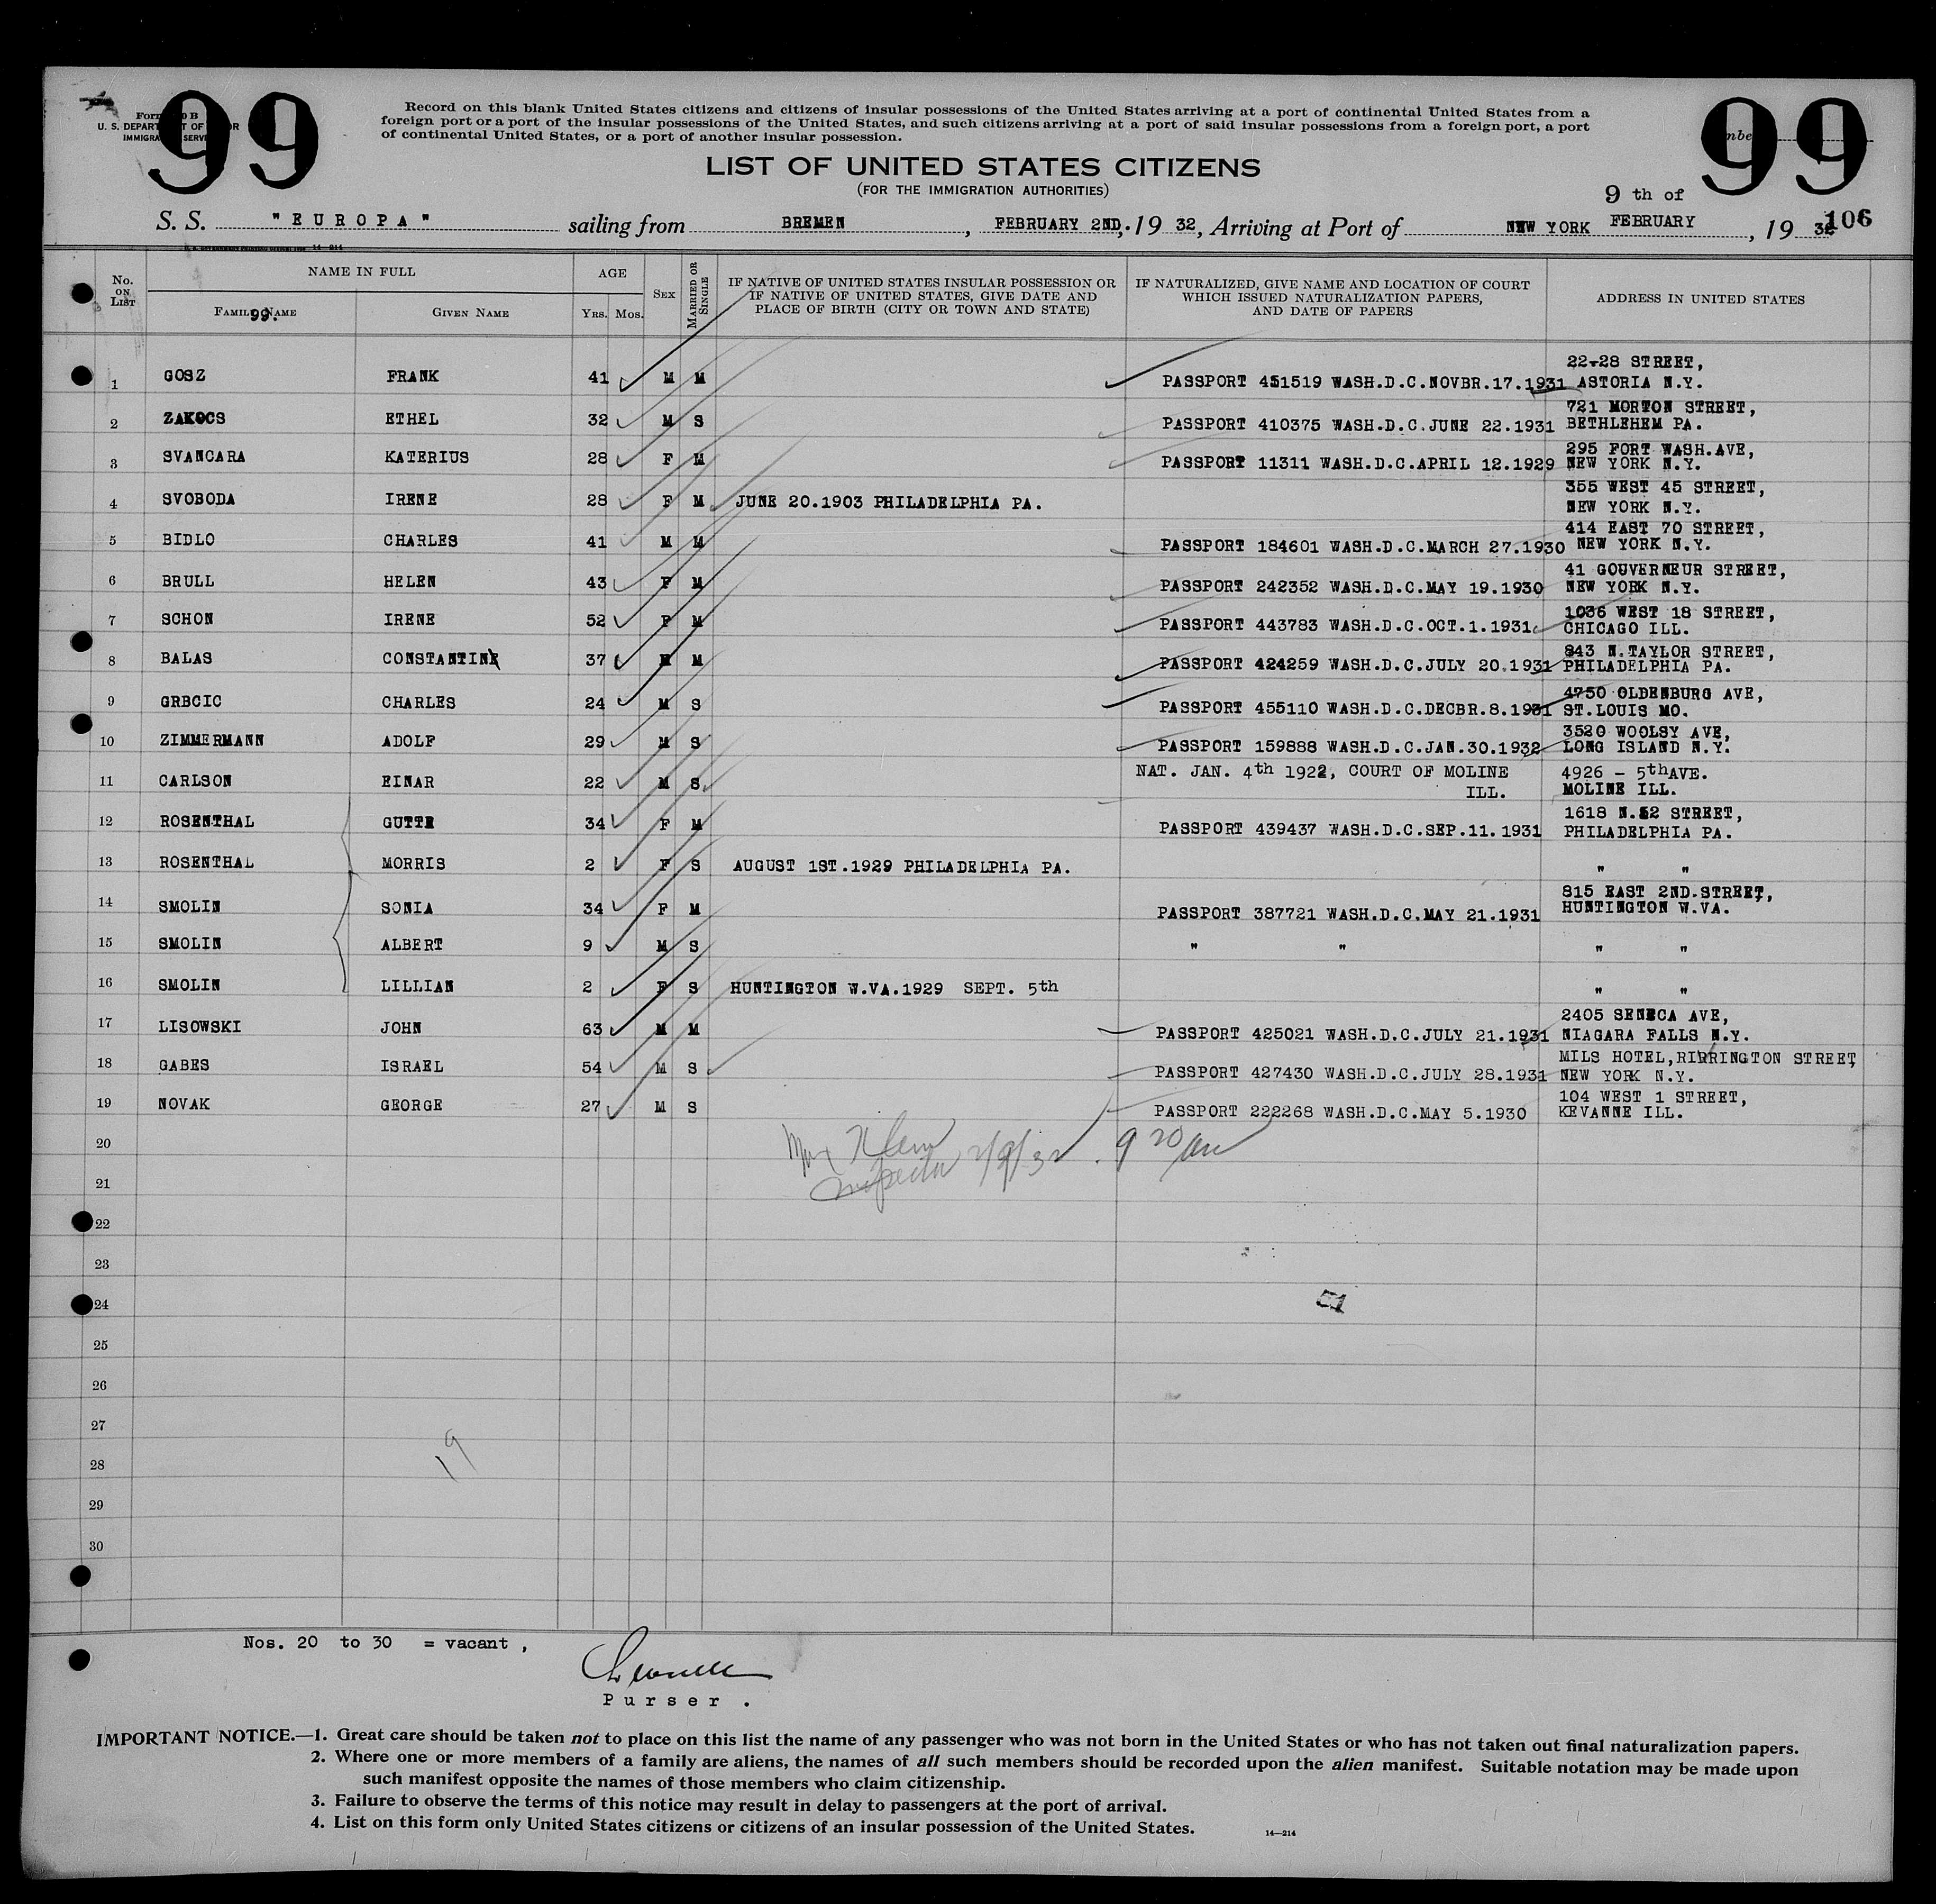 99
99
Record on this blank United States citizens and citizens of insular possessions of the United States arriving at a port of continental United States from a
foreign port or a port of the insular possessions of the United States, and such citizens arriving at a port of said insular possessions from a foreign port, a port
of continental United States, or a port of another insular possession.
LIST OF UNITED STATES CITIZENS
(FOR THE IMMIGRATION AUTHORITIES)
9 th of
S. S. "EUROPA" sailing from BREMEN, FEBRUARY 2ND,. 19 32, Arriving at Port of NEW YORK FEBRUARY, 19 32
106
No. ON LIST
NAME IN FULL
FAMILY NAME
99.
GIVEN NAME
AGE
YRS. MOS.
SEX
MARRIED OR SINGLE
IF NATIVE OF UNITED STATES INSULAR POSSESSION OR
IF NATIVE OF UNITED STATES, GIVE DATE AND
PLACE OF BIRTH (CITY OR TOWN AND STATE)
IF NATURALIZED, GIVE NAME AND LOCATION OF COURT
WHICH ISSUED NATURALIZATION PAPERS,
AND DATE OF PAPERS
ADDRESS IN UNITED STATES
1 GOSZ FRANK 41 M M PASSPORT 451519 WASH.D.C.NOVBR.17.1931 22-28 STREET,
ASTORIA N.Y.
2 ZAKOCS ETHEL 32 M S PASSPORT 410375 WASH.D.C.JUNE 22.1931 721 MORTON STREET,
BETHLEHEM PA.
3 SVANCARA KATERIUS 28 F M PASSPORT 11311 WASH.D.C.APRIL 12.1929 295 FORT WASH.AVE,
NEW YORK N.Y.
4 SVOBODA IRENE 28 F M JUNE 20.1903 PHILADELPHIA PA. 355 WEST 45 STREET,
NEW YORK N.Y.
5 BIDLO CHARLES 41 M M PASSPORT 184601 WASH.D.C.MARCH 27.1930 414 EAST 70 STREET,
NEW YORK N.Y.
6 BRULL HELEN 43 F M PASSPORT 242352 WASH.D.C.MAY 19.1930 41 GOUVERNEUR STREET,
NEW YORK N.Y.
7 SCHON IRENE 52 F M PASSPORT 443783 WASH.D.C.OCT.1.1931 1036 WEST 18 STREET,
CHICAGO ILL.
8 BALAS CONSTANTINE 37 M M PASSPORT 424259 WASH.D.C.JULY 20.1931 843 N.TAYLOR STREET,
PHILADELPHIA PA.
9 GRBCIC CHARLES 24 M S PASSPORT 455110 WASH.D.C.DECBR.8.1931 4750 OLDENBURG AVE,
ST.LOUIS MO.
10 ZIMMERMANN ADOLF 29 M S PASSPORT 159888 WASH.D.C.JAN.30.1932 3520 WOOLSY AVE,
LONG ISLAND N.Y.
11 CARLSON EINAR 22 M S NAT. JAN. 4th 1922, COURT OF MOLINE
ILL. 4926 - 5thAVE.
MOLINE ILL.
12 ROSENTHAL GUTTE 34 F M PASSPORT 439437 WASH.D.C.SEP.11.1931 1618 N.52 STREET,
PHILADELPHIA PA.
13 ROSENTHAL MORRIS 2 F S AUGUST 1ST.1929 PHILADELPHIA PA. " "
14 SMOLIN SONIA 34 F M PASSPORT 387721 WASH.D.C.MAY 21.1931 815 EAST 2ND.STREET,
HUNTINGTON W.VA.
15 SMOLIN ALBERT 9 M S " " " "
16 SMOLIN LILLIAN 2 F S HUNTINGTON W.VA.1929 SEPT. 5th " "
17 LISOWSKI JOHN 63 M M PASSPORT 425021 WASH.D.C.JULY 21.1931 2405 SENECA AVE,
NIAGARA FALLS N.Y.
18 GABES ISRAEL 54 M S PASSPORT 427430 WASH.D.C.JULY 28.1931 MILS HOTEL, STREET,
NEW YORK N.Y.
19 NOVAK GEORGE 27 M S PASSPORT 222268 WASH.D.C.MAY 5.1930 104 WEST 1 STREET,
KEVANNE ILL.
20
Inspector 2/9/32 . 9 20 am
21
22
23
24
25
26
27
28
19
29
30
Nos. 20 to 30 = vacant ,
Purser .
IMPORTANT NOTICE.—1. Great care should be taken not to place on this list the name of any passenger who was not born in the United States or who has not taken out final naturalization papers.
2. Where one or more members of a family are aliens, the names of all such members should be recorded upon the alien manifest. Suitable notation may be made upon
such manifest opposite the names of those members who claim citizenship.
3. Failure to observe the terms of this notice may result in delay to passengers at the port of arrival.
4. List on this form only United States citizens or citizens of an insular possession of the United States.
14—214